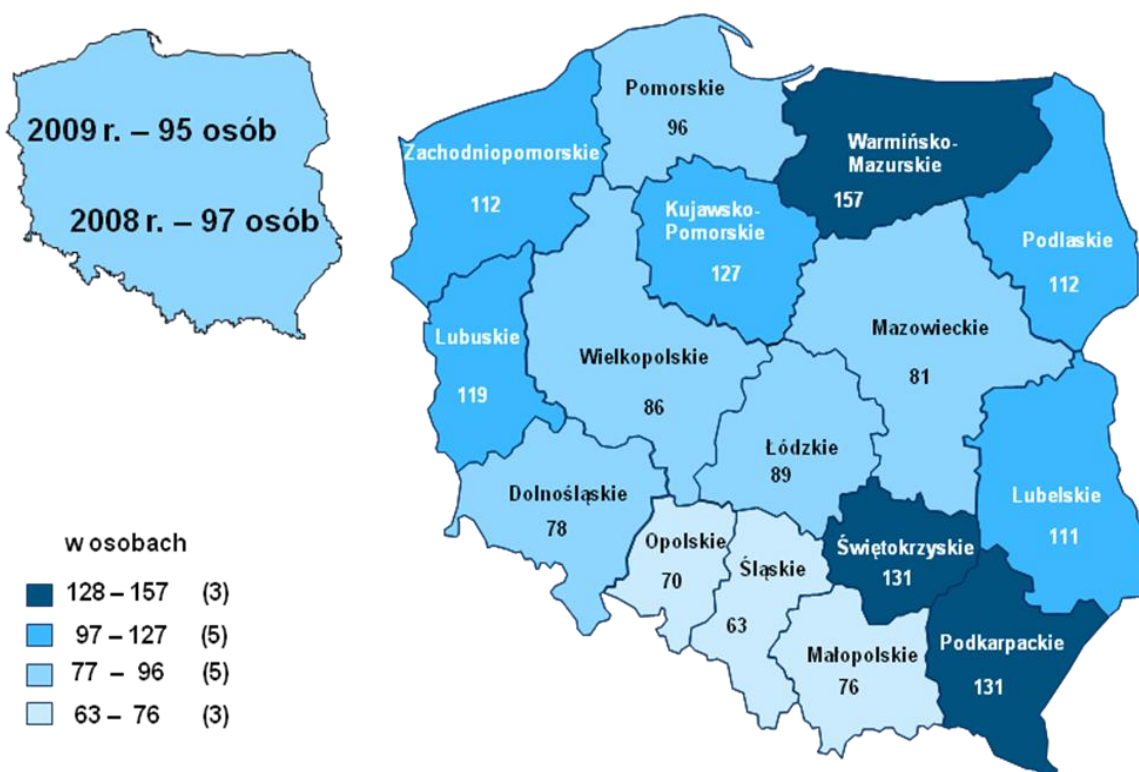 2009 r. – 95 osób
2008 r. – 97 osób
Pomorskie
96
Warmińsko-
Mazurskie
157
Zachodniopomorskie
112
Kujawsko-
Pomorskie
127
Podlaskie
112
Lubuskie
119
Wielkopolskie
86
Mazowieckie
81
Łódzkie
89
Dolnośląskie
78
Lubelskie
111
Opolskie
70
Śląskie
63
Świętokrzyskie
131
Małopolskie
76
Podkarpackie
131
w osobach
128 – 157 (3)
97 – 127 (5)
77 – 96 (5)
63 – 76 (3)